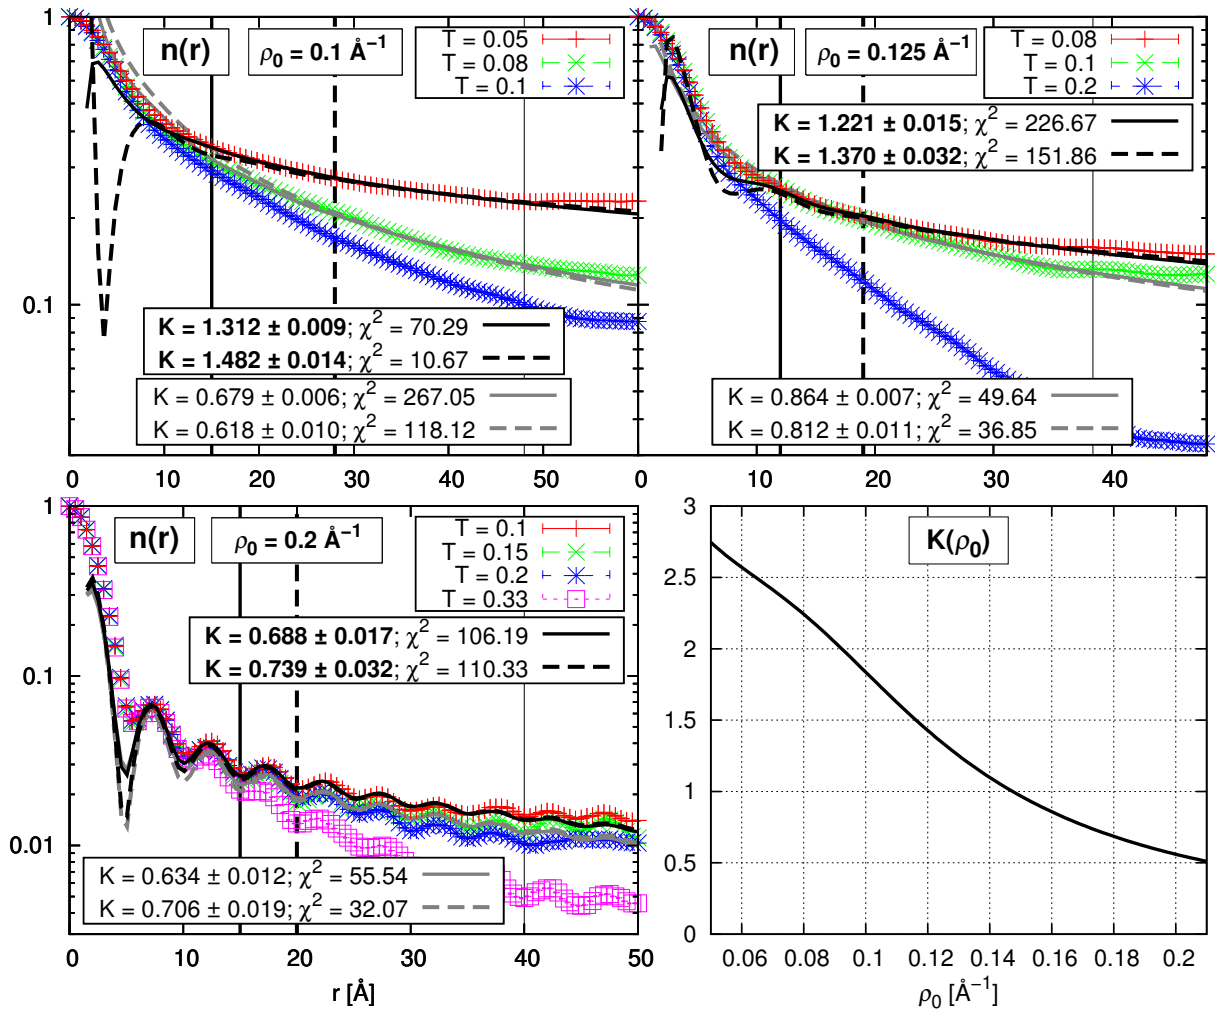 1
0.1
n(r)
ρ0 = 0.1 Å−1
T = 0.05
T = 0.08
T = 0.1
K = 1.312 ± 0.009; χ2 = 70.29
K = 1.482 ± 0.014; χ2 = 10.67
K = 0.679 ± 0.006; χ2 = 267.05
K = 0.618 ± 0.010; χ2 = 118.12
0 10 20 30 40 50 60
1
0.1
n(r)
ρ0 = 0.125 Å−1
T = 0.08
T = 0.1
T = 0.2
K = 1.221 ± 0.015; χ2 = 226.67
K = 1.370 ± 0.032; χ2 = 151.86
K = 0.864 ± 0.007; χ2 = 49.64
K = 0.812 ± 0.011; χ2 = 36.85
0 10 20 30 40
1
0.1
0.01
n(r)
ρ0 = 0.2 Å−1
T = 0.1
T = 0.15
T = 0.2
T = 0.33
K = 0.688 ± 0.017; χ2 = 106.19
K = 0.739 ± 0.032; χ2 = 110.33
K = 0.634 ± 0.012; χ2 = 55.54
K = 0.706 ± 0.019; χ2 = 32.07
0 10 20 30 40 50
r [Å]
3
2.5
2
1.5
1
0.5
0
K(ρ0)
0.06 0.08 0.1 0.12 0.14 0.16 0.18 0.2
ρ0 [Å−1]